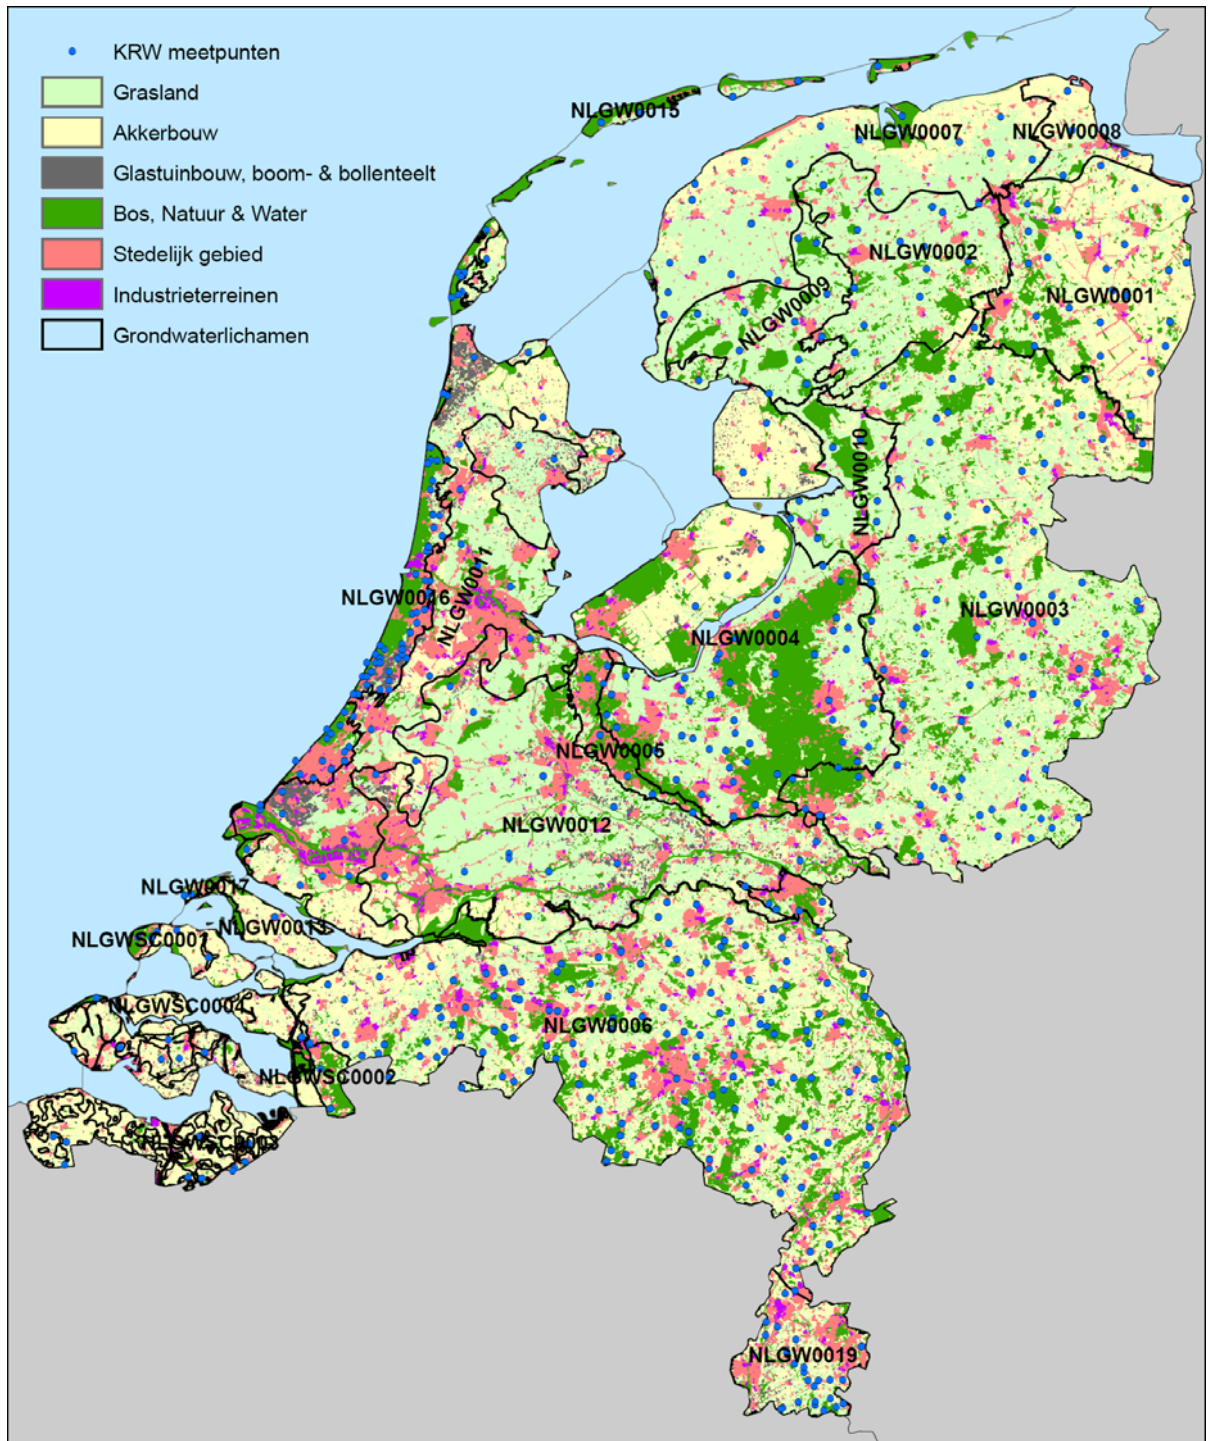 KRW meetpunten
Grasland
Akkerbouw
Glastuinbouw, boom- & bollenteelt
Bos, Natuur & Water
Stedelijk gebied
Industrieterreinen
Grondwaterlichamen
NLGW0015
NLGW0007
NLGW0008
NLGW0002
NLGW0001
NLGW0009
NLGW0010
NLGW0011
NLGW0016
NLGW0003
NLGW0004
NLGW0005
NLGW0012
NLGW0017
NLGW0013
NLGWSC0001
NLGWSC0004
NLGW0006
NLGWSC0002
NLGWSC0003
NLGW0019